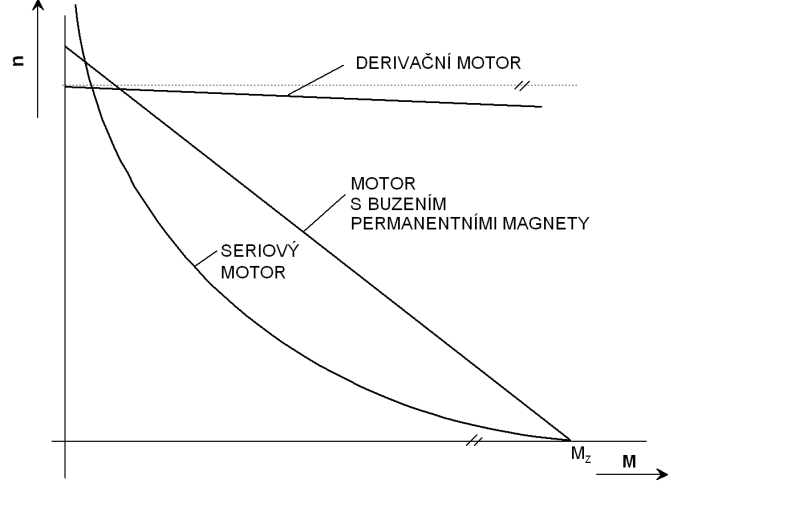 n
DERIVAČNÍ MOTOR
MOTOR
S BUZENÍM
PERMANENTNÍMI MAGNETY
SERIOVÝ
MOTOR
Mz
M